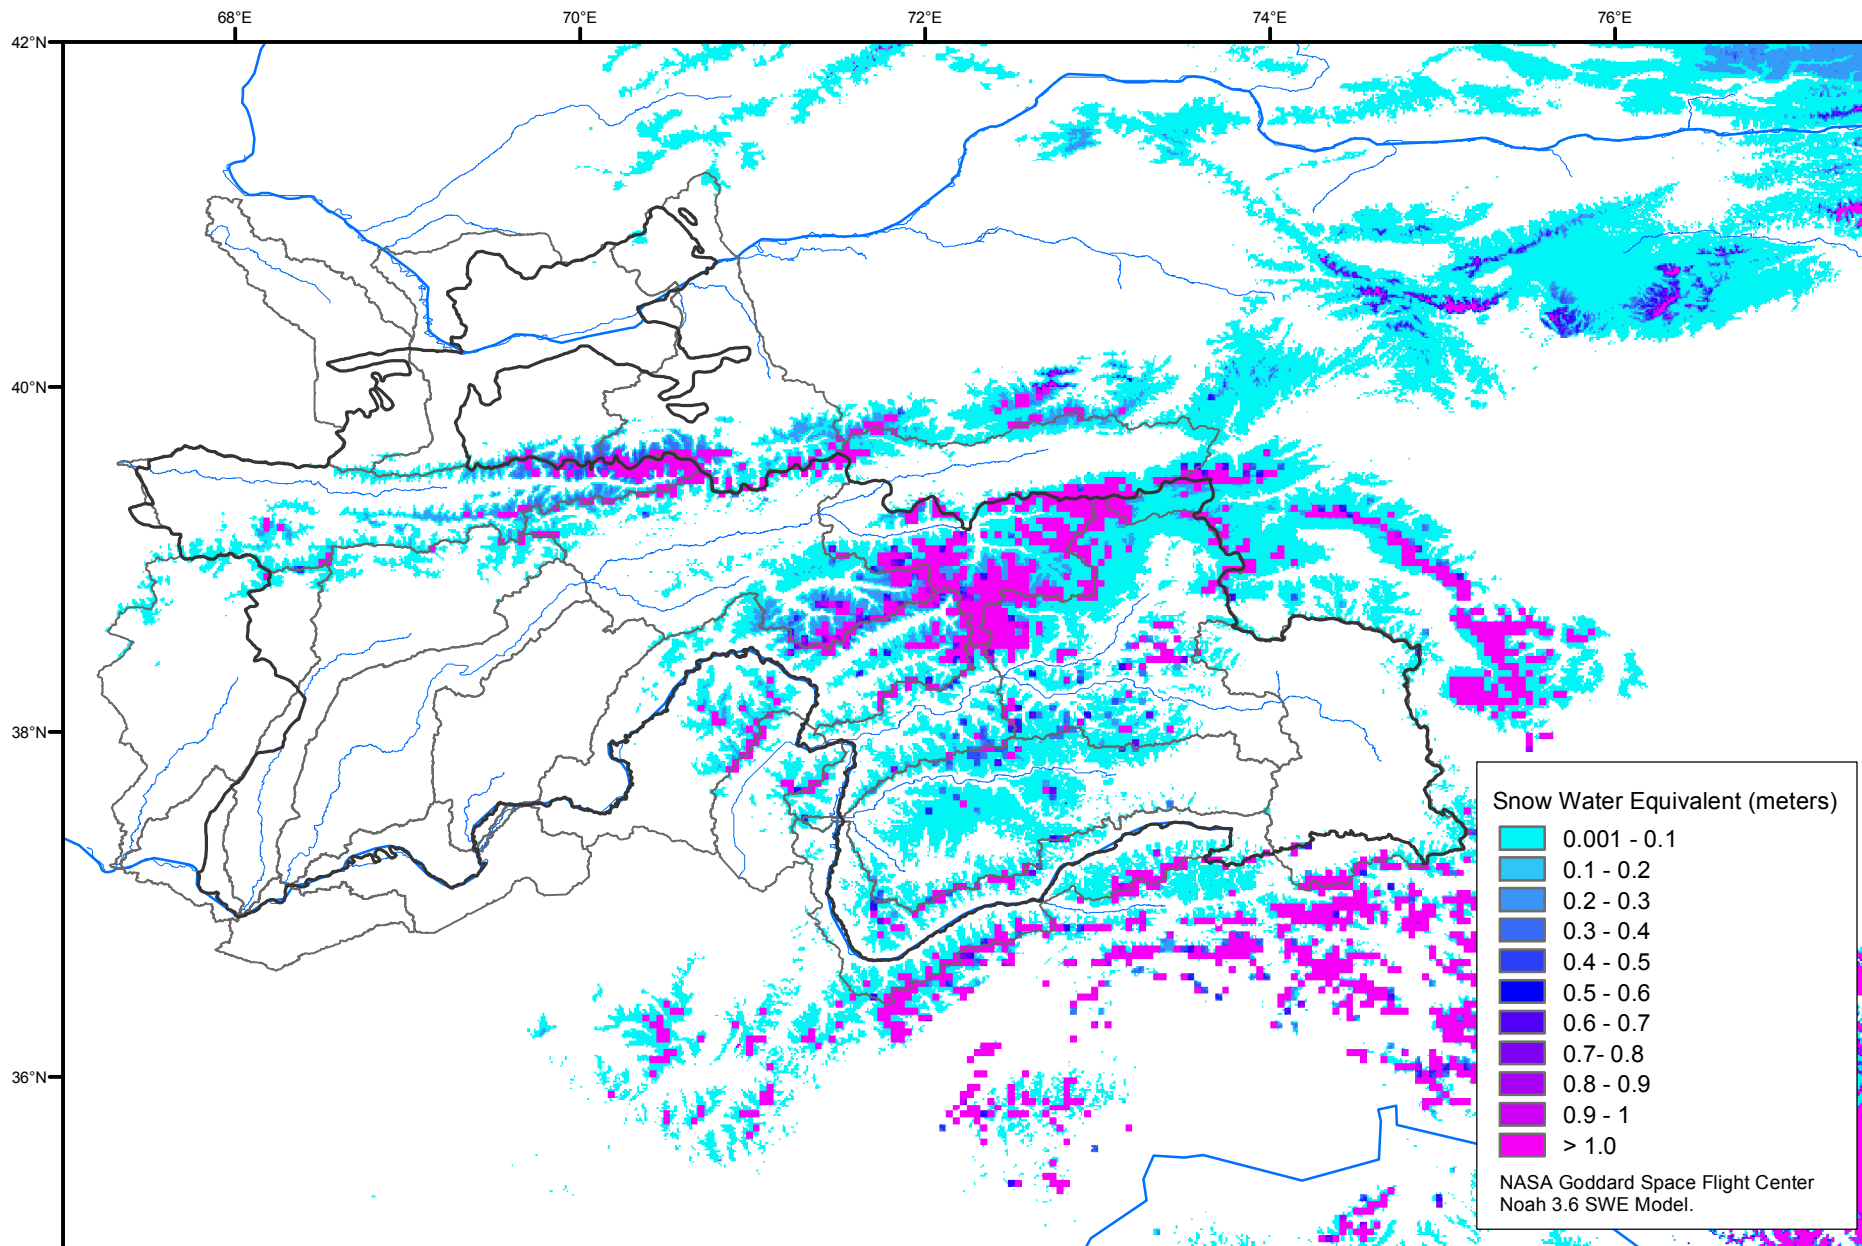 68°E
70°E
72°E
74°E
76°E
42°N
40°N
38°N
36°N
Snow Water Equivalent (meters)
0.001 - 0.1
0.1 - 0.2
0.2 - 0.3
0.3 - 0.4
0.4 - 0.5
0.5 - 0.6
0.6 - 0.7
0.7- 0.8
0.8 - 0.9
0.9 - 1
> 1.0
NASA Goddard Space Flight Center
Noah 3.6 SWE Model.